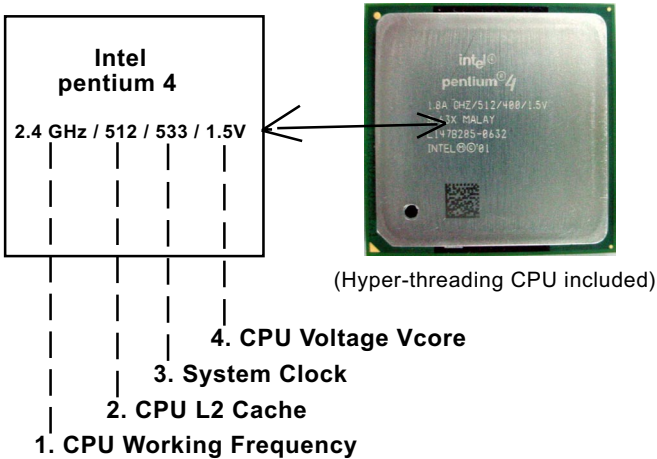 Intel
pentium 4
2.4 GHz / 512 / 533 / 1.5V
intel®
pentium®4
1.8A GHZ/512/400/1.5V
MALAY
INTEL®©'01
(Hyper-threading CPU included)
4. CPU Voltage Vcore
3. System Clock
2. CPU L2 Cache
1. CPU Working Frequency